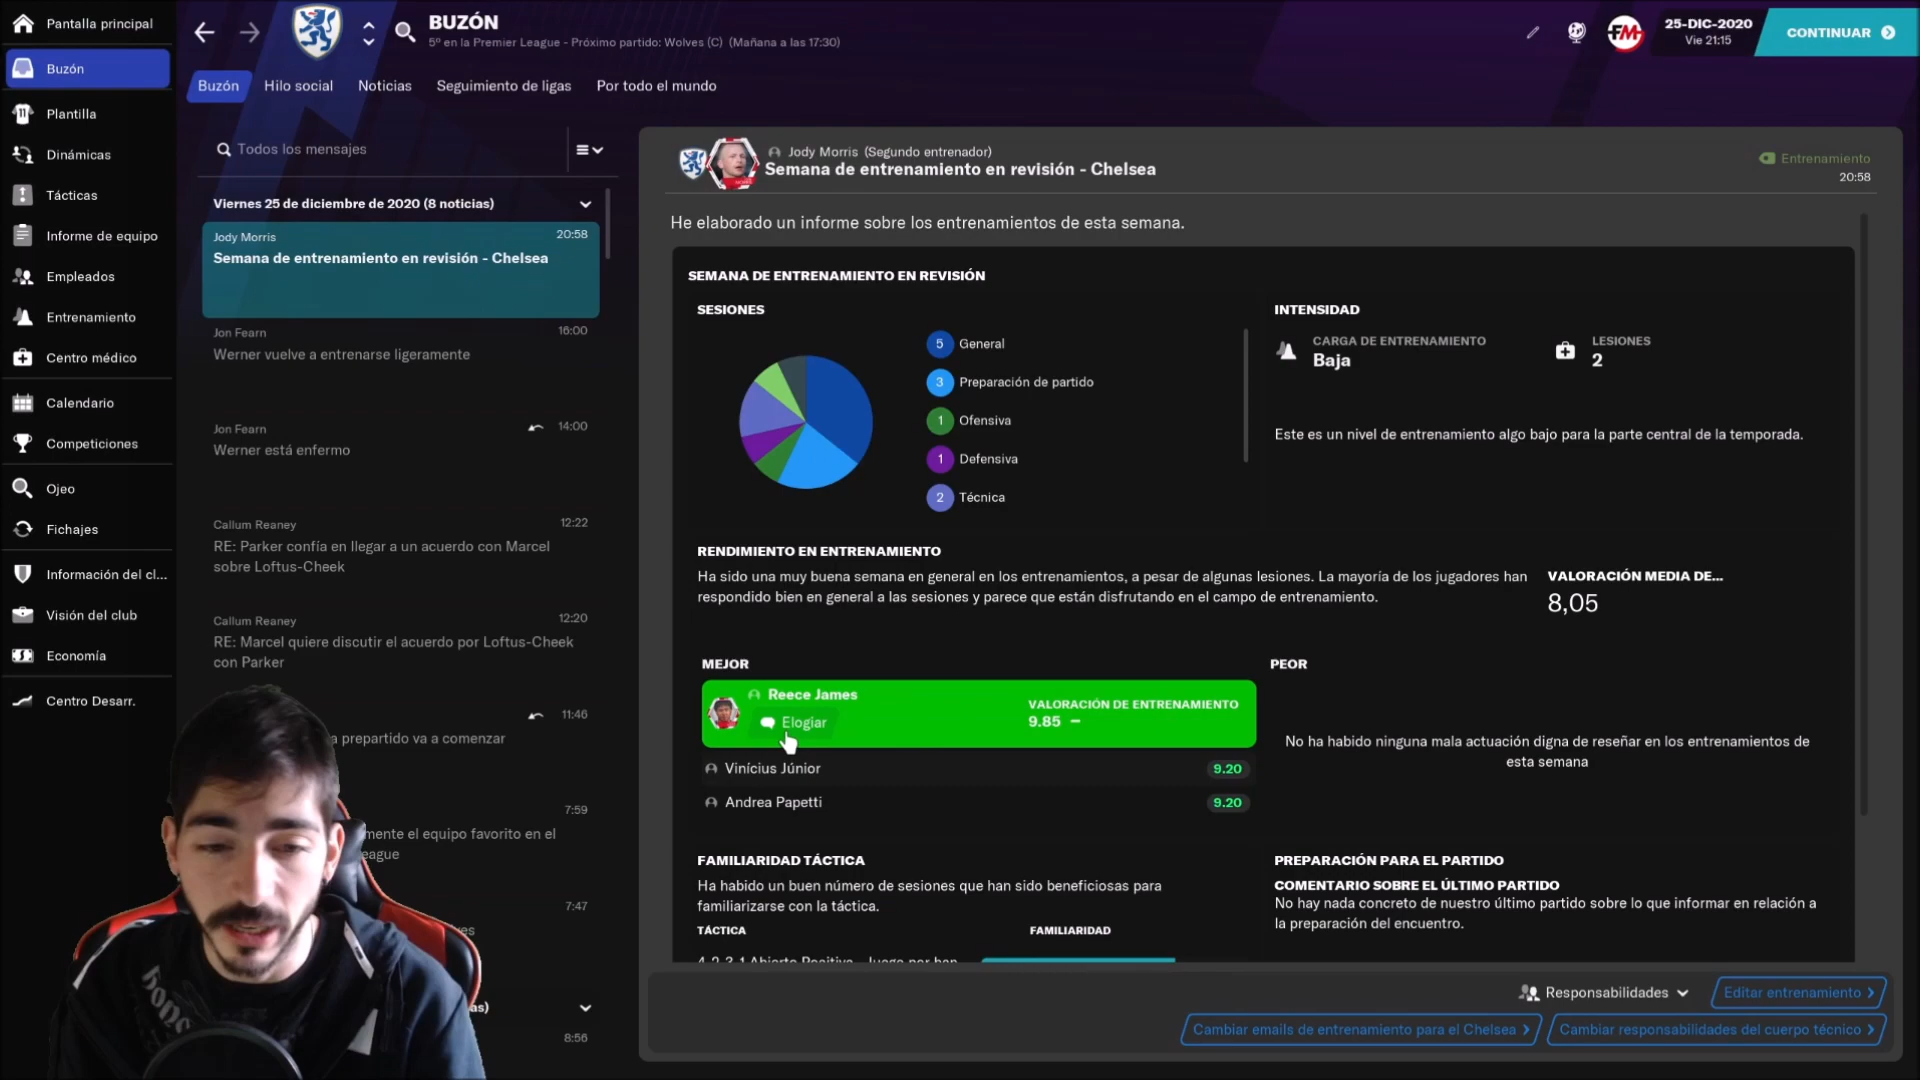 Pantalla principal
Buzón
Plantilla
Dinámicas
Tácticas
Informe de equipo
Empleados
Entrenamiento
Centro médico
Calendario
Competiciones
Ojeo
Fichajes
Información del cl...
Visión del club
Economía
Centro Desarr.
BUZÓN
5º en la Premier League - Próximo partido: Wolves (C) (Mañana a las 17:30)
FM
25-DIC-2020
Vie 21:15
CONTINUAR
Buzón Hilo social Noticias Seguimiento de ligas Por todo el mundo
Todos los mensajes
Viernes 25 de diciembre de 2020 (8 noticias)
Jody Morris 20:58
Semana de entrenamiento en revisión - Chelsea
Jon Fearn 16:00
Werner vuelve a entrenarse ligeramente
Jon Fearn 14:00
Werner está enfermo
Callum Reaney 12:22
RE: Parker confía en llegar a un acuerdo con Marcel
sobre Loftus-Cheek
Callum Reaney 12:20
RE: Marcel quiere discutir el acuerdo por Loftus-Cheek
con Parker
11:46
a prepartido va a comenzar
7:59
mente el equipo favorito en el
eague
7:47
8:56
Jody Morris (Segundo entrenador)
Semana de entrenamiento en revisión - Chelsea
Entrenamiento
20:58
He elaborado un informe sobre los entrenamientos de esta semana.
SEMANA DE ENTRENAMIENTO EN REVISIÓN
SESIONES
5 General
3 Preparación de partido
1 Ofensiva
1 Defensiva
2 Técnica
INTENSIDAD
CARGA DE ENTRENAMIENTO
Baja
LESIONES
2
Este es un nivel de entrenamiento algo bajo para la parte central de la temporada.
RENDIMIENTO EN ENTRENAMIENTO
Ha sido una muy buena semana en general en los entrenamientos, a pesar de algunas lesiones. La mayoría de los jugadores han
respondido bien en general a las sesiones y parece que están disfrutando en el campo de entrenamiento.
VALORACIÓN MEDIA DE...
8,05
MEJOR
Reece James
Elogiar
VALORACIÓN DE ENTRENAMIENTO
9.85 –
Vinícius Júnior 9.20
Andrea Papetti 9.20
PEOR
No ha habido ninguna mala actuación digna de reseñar en los entrenamientos de
esta semana
FAMILIARIDAD TÁCTICA
Ha habido un buen número de sesiones que han sido beneficiosas para
familiarizarse con la táctica.
TÁCTICA FAMILIARIDAD
PREPARACIÓN PARA EL PARTIDO
COMENTARIO SOBRE EL ÚLTIMO PARTIDO
No hay nada concreto de nuestro último partido sobre lo que informar en relación a
la preparación del encuentro.
Responsabilidades
Editar entrenamiento
Cambiar emails de entrenamiento para el Chelsea
Cambiar responsabilidades del cuerpo técnico